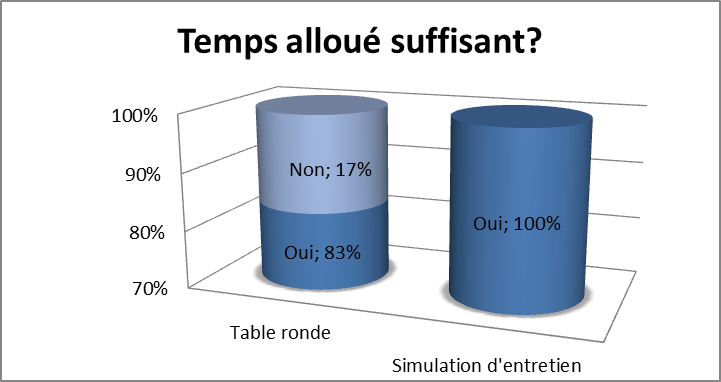 Temps alloué suffisant?
100%
90%
80%
70%
Non; 17%
Oui; 83%
Oui; 100%
Table ronde
Simulation d'entretien